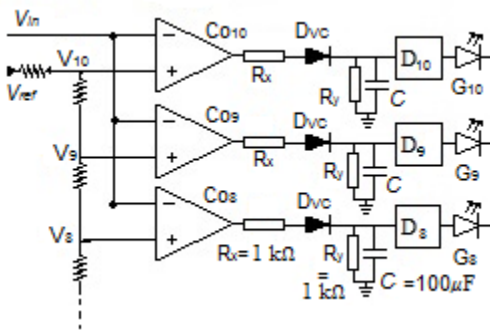 Vin
Co10
Dvc
V10
Rx
Ry
C
D10
G10
Vref
Co9
Dvc
V9
Rx
Ry
C
D9
G9
Co8
Dvc
V8
Rx = 1 kΩ
Ry
=
1 kΩ
C = 100μF
D8
G8